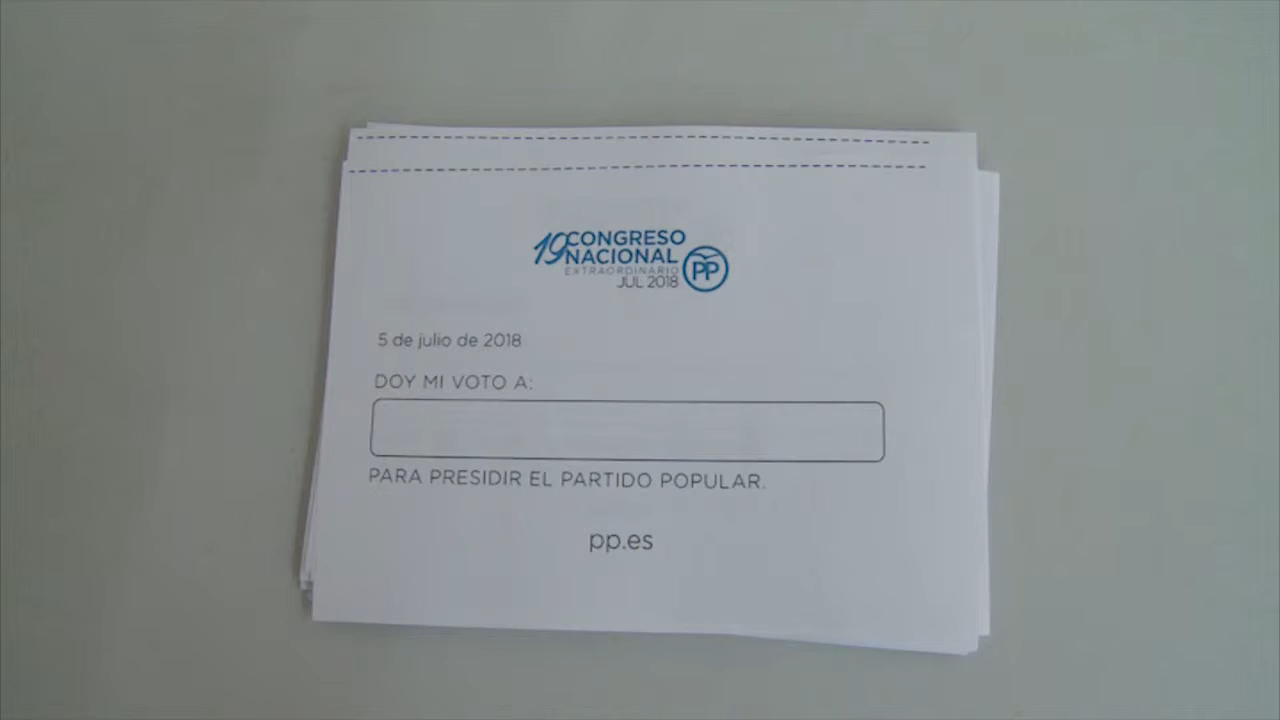 19 CONGRESO
NACIONAL
EXTRAORDINARIO
JUL 2018
PP
5 de julio de 2018
DOY MI VOTO A:
PARA PRESIDIR EL PARTIDO POPULAR.
pp.es